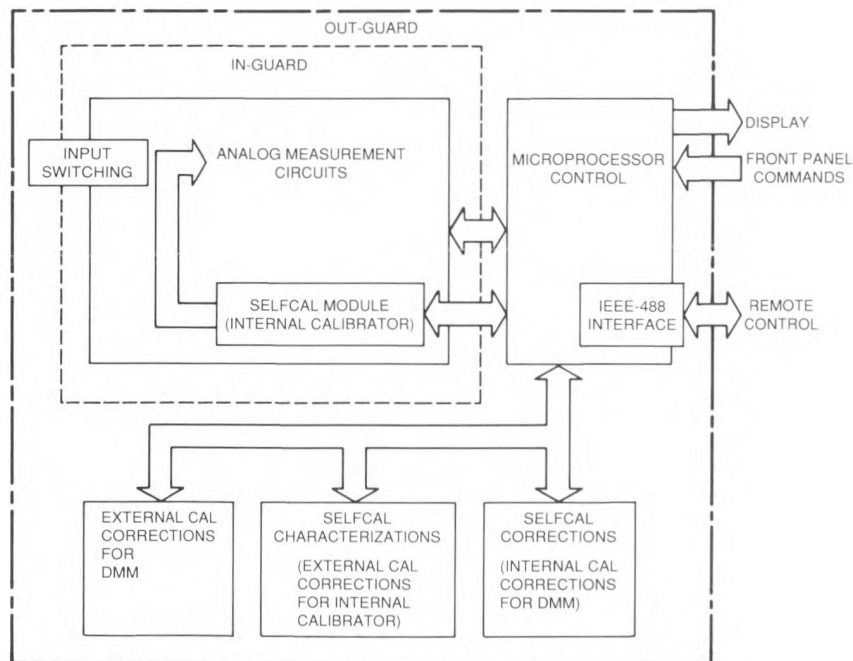 OUT-GUARD
IN-GUARD
INPUT
SWITCHING
ANALOG MEASUREMENT
CIRCUITS
SELFCAL MODULE
(INTERNAL CALIBRATOR)
MICROPROCESSOR
CONTROL
IEEE-488
INTERFACE
DISPLAY
FRONT PANEL
COMMANDS
REMOTE
CONTROL
EXTERNAL CAL
CORRECTIONS
FOR
DMM
SELFCAL
CHARACTERIZATIONS
(EXTERNAL CAL
CORRECTIONS
FOR INTERNAL
CALIBRATOR)
SELFCAL
CORRECTIONS
(INTERNAL CAL
CORRECTIONS
FOR DMM)